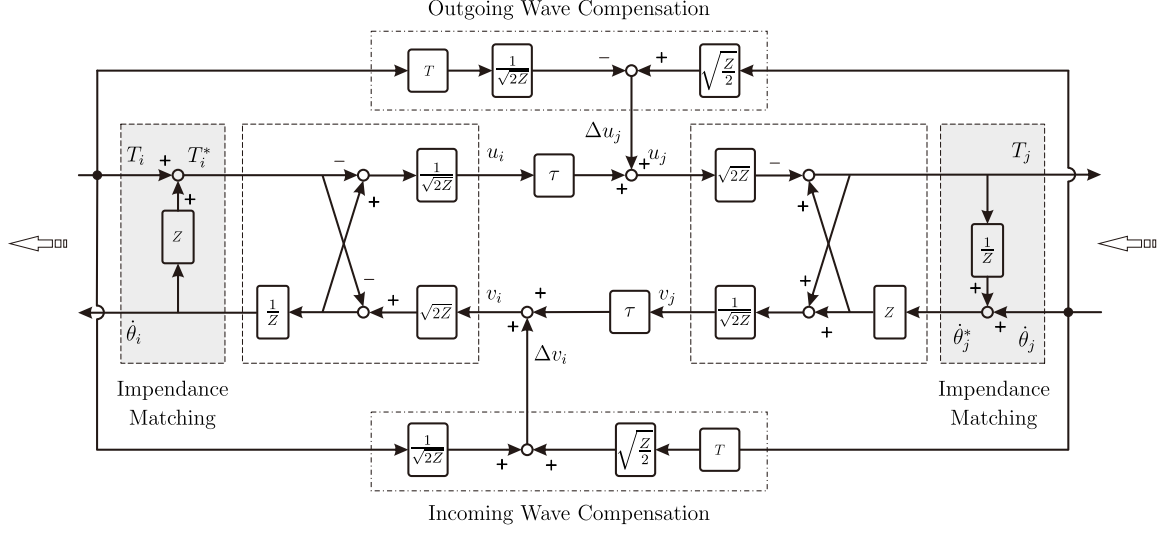 Outgoing Wave Compensation
T
1/√2Z
−
+
√Z/2
Δu_j
T_i
+
T_i^*
−
+
1/√2Z
u_i
τ
+
+
u_j
√2Z
−
+
T_j
+
Z
1/Z
−
+
1/Z
+
√2Z
v_i
+
+
τ
v_j
1/√2Z
+
+
Z
+
+
θ̇_i
θ̇_j^*
θ̇_j
Δv_i
Impendance
Matching
Impendance
Matching
1/√2Z
+
+
√Z/2
T
Incoming Wave Compensation